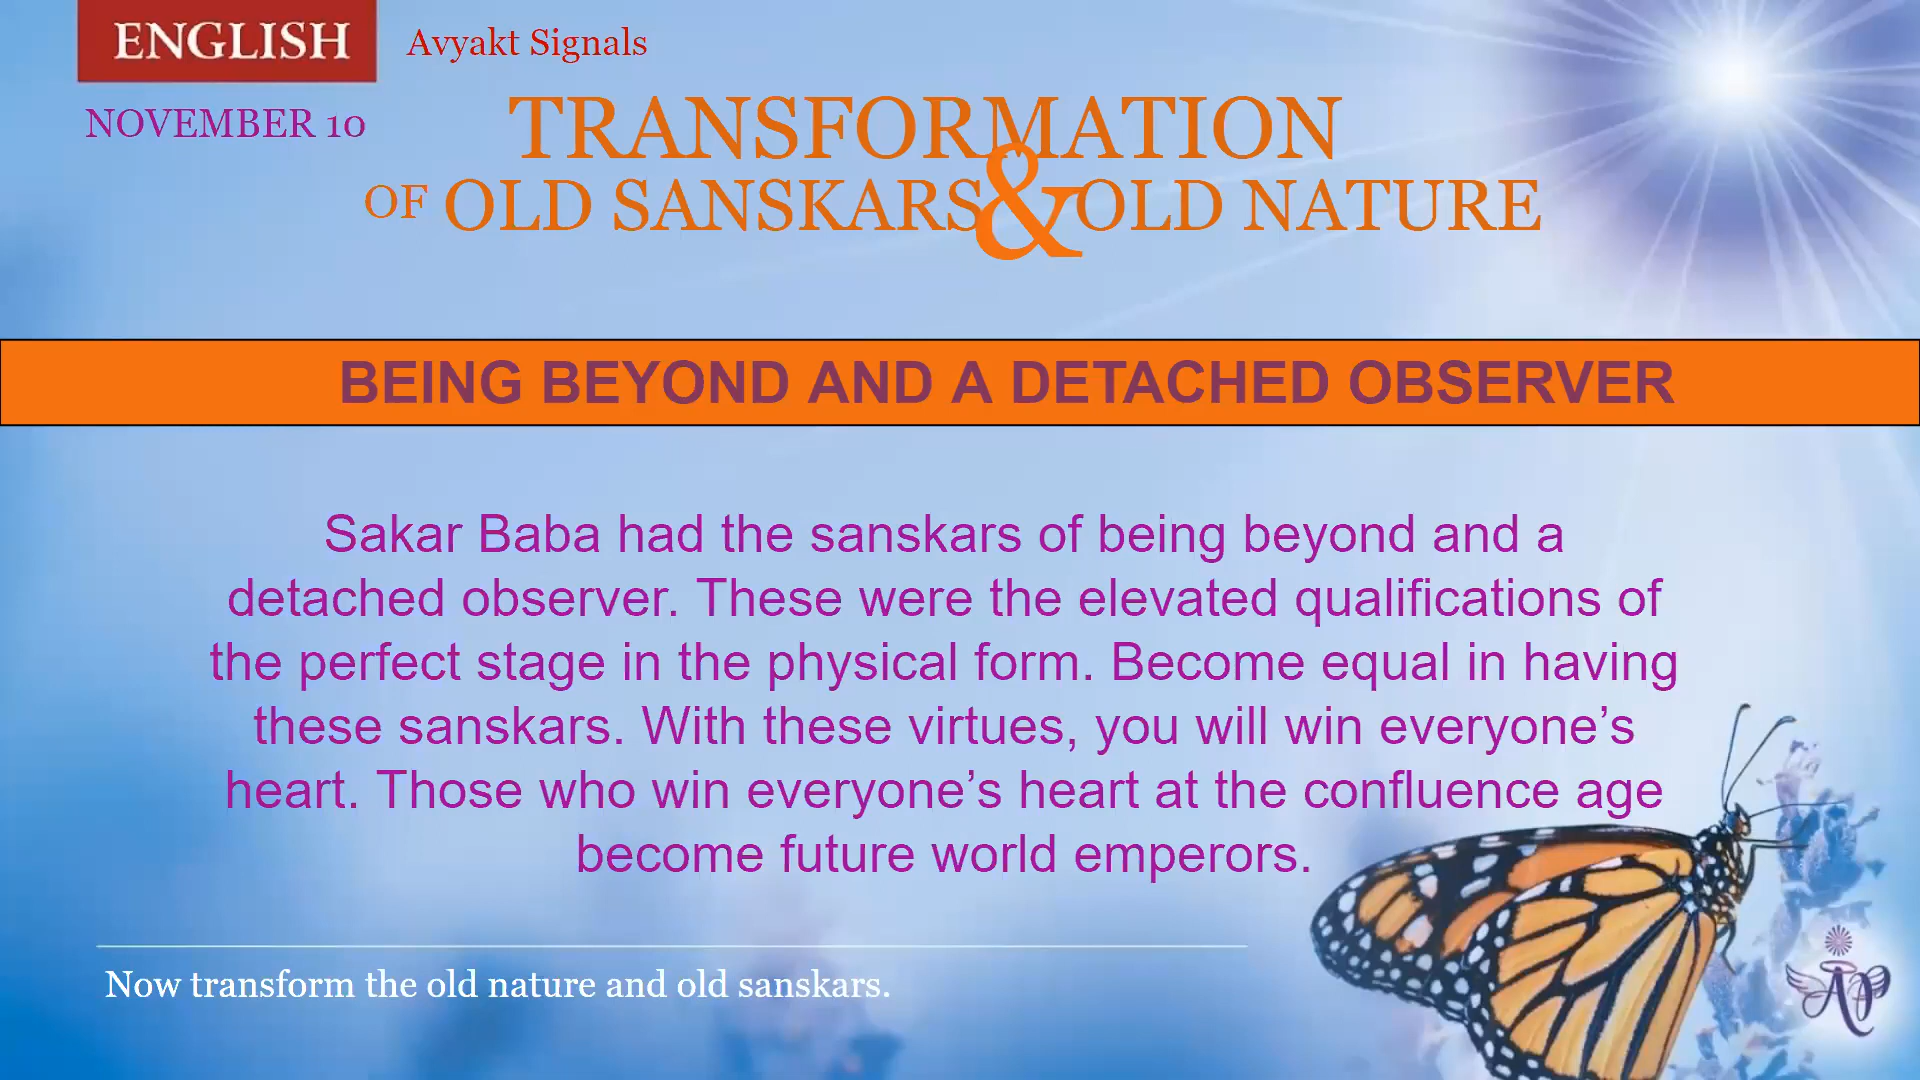 ENGLISH
Avyakt Signals
NOVEMBER 10
TRANSFORMATION
OF OLD SANSKARS & OLD NATURE
BEING BEYOND AND A DETACHED OBSERVER
Sakar Baba had the sanskars of being beyond and a
detached observer. These were the elevated qualifications of
the perfect stage in the physical form. Become equal in having
these sanskars. With these virtues, you will win everyone’s
heart. Those who win everyone’s heart at the confluence age
become future world emperors.
Now transform the old nature and old sanskars.